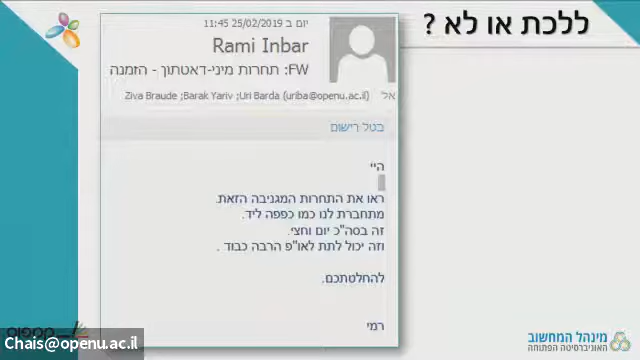 ללכת או לא ?
יום ב 25/02/2019 11:45
Rami Inbar
FW: תחרות מיני-דאטתון - הזמנה
אל Ziva Braude ;Barak Yariv ;Uri Barda (uriba@openu.ac.il)
בטל רישום
היי
ראו את התחרות המגניבה הזאת.
מתחברת לנו כמו כפפה ליד.
זה בסה"כ יום וחצי.
וזה יכול לתת לאו"פ הרבה כבוד .
להחלטתכם.
רמי
Chais@openu.ac.il
מינהל המחשוב
האוניברסיטה הפתוחה